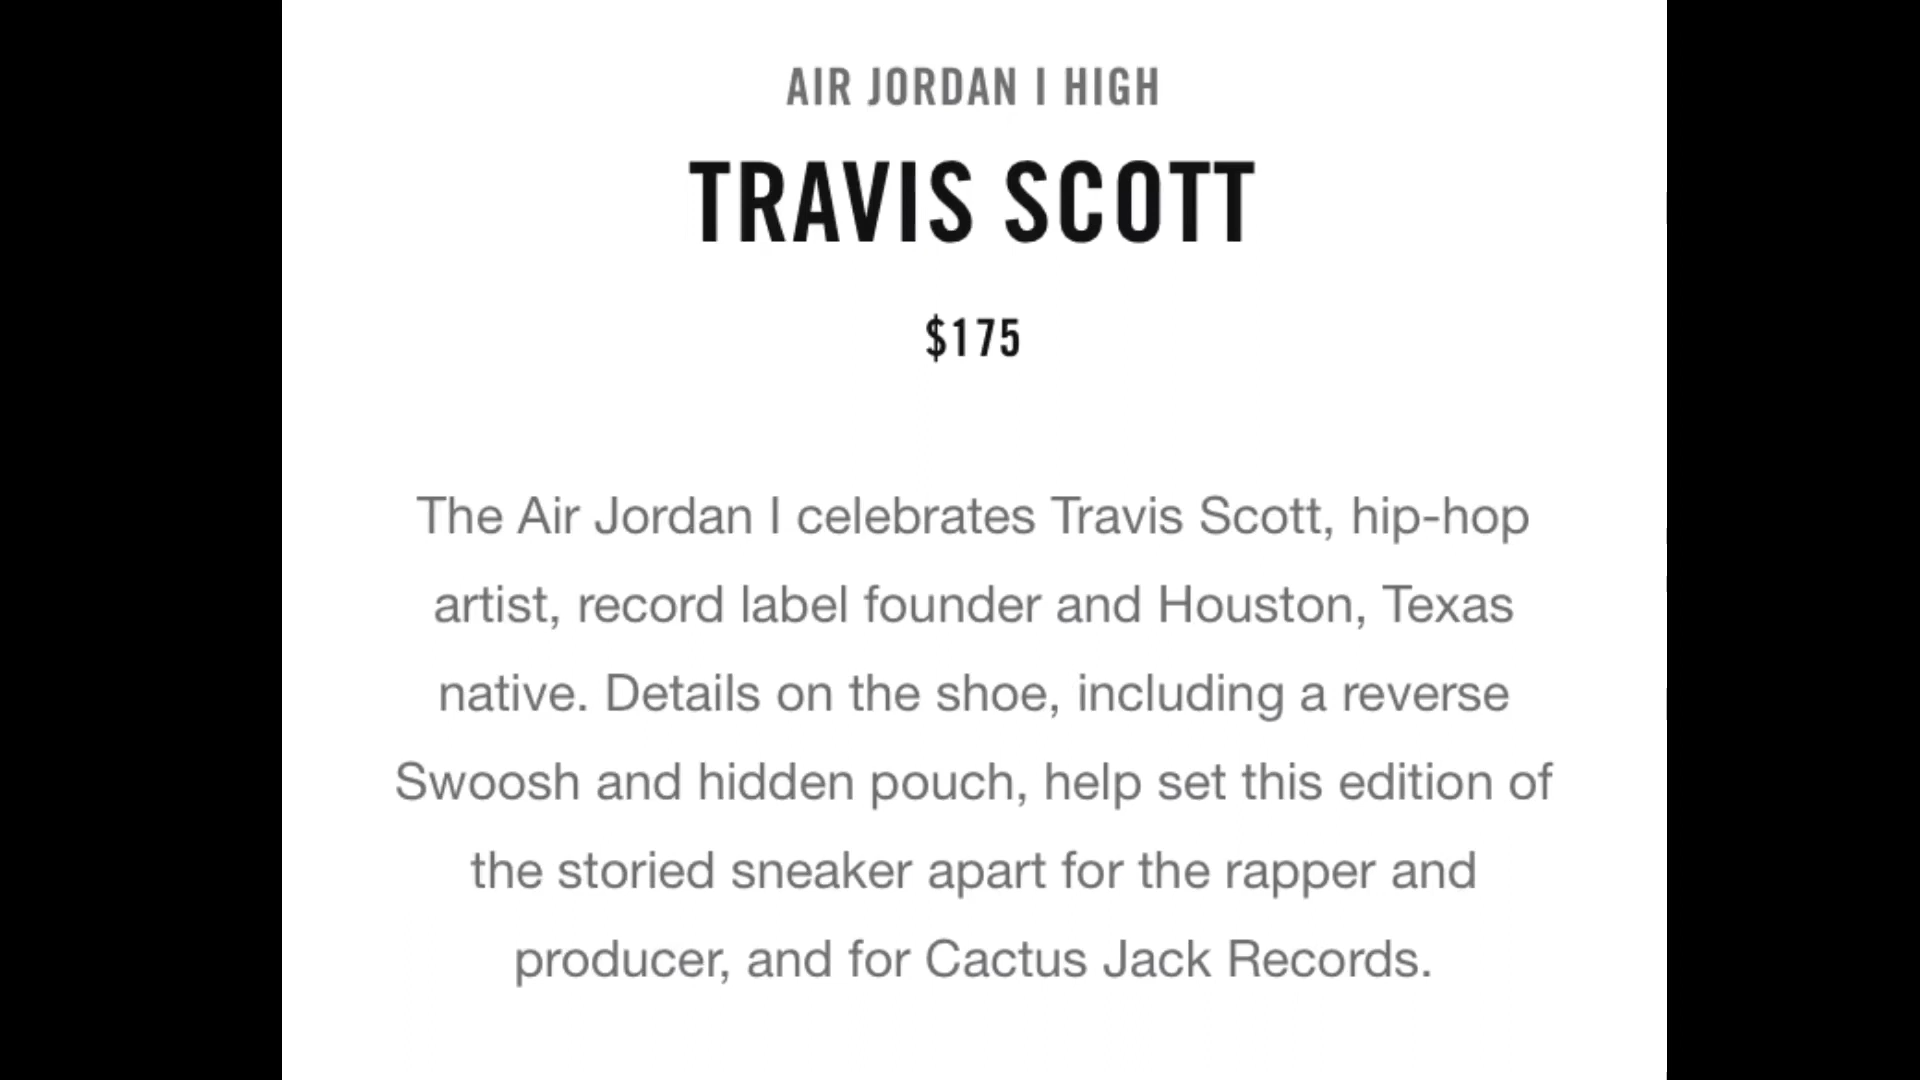 AIR JORDAN I HIGH
TRAVIS SCOTT
$175
The Air Jordan I celebrates Travis Scott, hip-hop
artist, record label founder and Houston, Texas
native. Details on the shoe, including a reverse
Swoosh and hidden pouch, help set this edition of
the storied sneaker apart for the rapper and
producer, and for Cactus Jack Records.